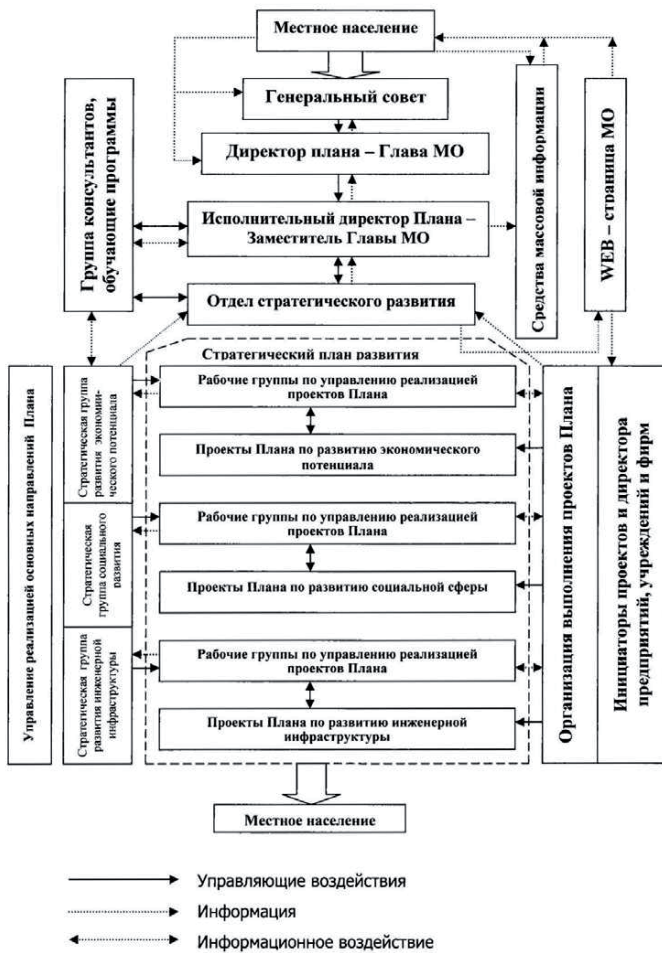 Местное население
Генеральный совет
Директор плана – Глава МО
Группа консультантов,
обучающие программы
Исполнительный директор Плана –
Заместитель Главы МО
Средства массовой информации
WEB – страница МО
Отдел стратегического развития
Стратегический план развития
Управление реализацией основных направлений Плана
Стратегическая группа
развития экономи-
ческого потенциала
Рабочие группы по управлению реализацией
проектов Плана
Проекты Плана по развитию экономического
потенциала
Стратегическая
группа социального
развития
Рабочие группы по управлению реализацией
проектов Плана
Проекты Плана по развитию социальной сферы
Стратегическая группа
развития инженерной
инфраструктуры
Рабочие группы по управлению реализацией
проектов Плана
Проекты Плана по развитию инженерной
инфраструктуры
Организация выполнения проектов Плана
Инициаторы проектов и директора
предприятий, учреждений и фирм
Местное население
Управляющие воздействия
Информация
Информационное воздействие